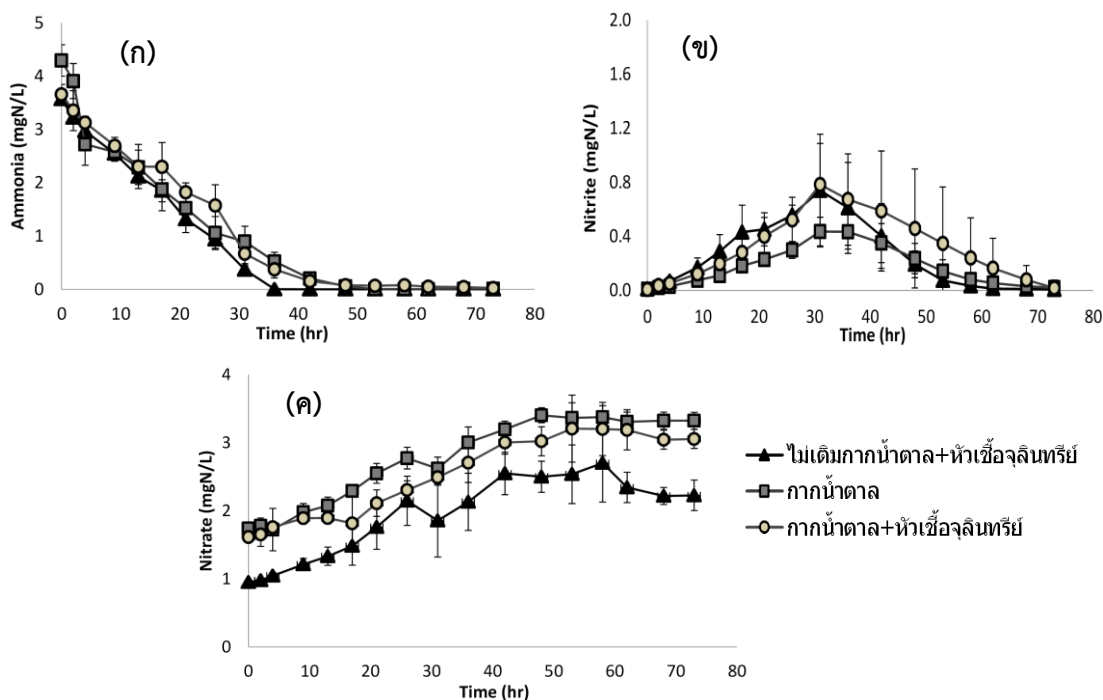 (ก)
Ammonia (mgN/L)
5
4
3
2
1
0
0 10 20 30 40 50 60 70 80
Time (hr)
(ข)
Nitrite (mgN/L)
2.0
1.6
1.2
0.8
0.4
0.0
0 10 20 30 40 50 60 70 80
Time (hr)
(ค)
Nitrate (mgN/L)
4
3
2
1
0
0 10 20 30 40 50 60 70 80
Time (hr)
ไม่เติมกากน้ำตาล+หัวเชื้อจุลินทรีย์
กากน้ำตาล
กากน้ำตาล+หัวเชื้อจุลินทรีย์